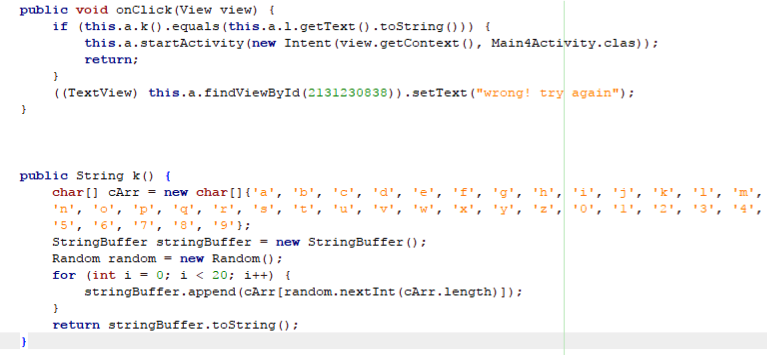 public void onClick(View view) {
if (this.a.k().equals(this.a.l.getText().toString())) {
this.a.startActivity(new Intent(view.getContext(), Main4Activity.clas));
return;
}
((TextView) this.a.findViewById(2131230838)).setText("wrong! try again");
}
public String k() {
char[] cArr = new char[]{'a', 'b', 'c', 'd', 'e', 'f', 'g', 'h', 'i', 'j', 'k', 'l', 'm',
'n', 'o', 'p', 'q', 'r', 's', 't', 'u', 'v', 'w', 'x', 'y', 'z', '0', '1', '2', '3', '4',
'5', '6', '7', '8', '9'};
StringBuffer stringBuffer = new StringBuffer();
Random random = new Random();
for (int i = 0; i < 20; i++) {
stringBuffer.append(cArr[random.nextInt(cArr.length)]);
}
return stringBuffer.toString();
}